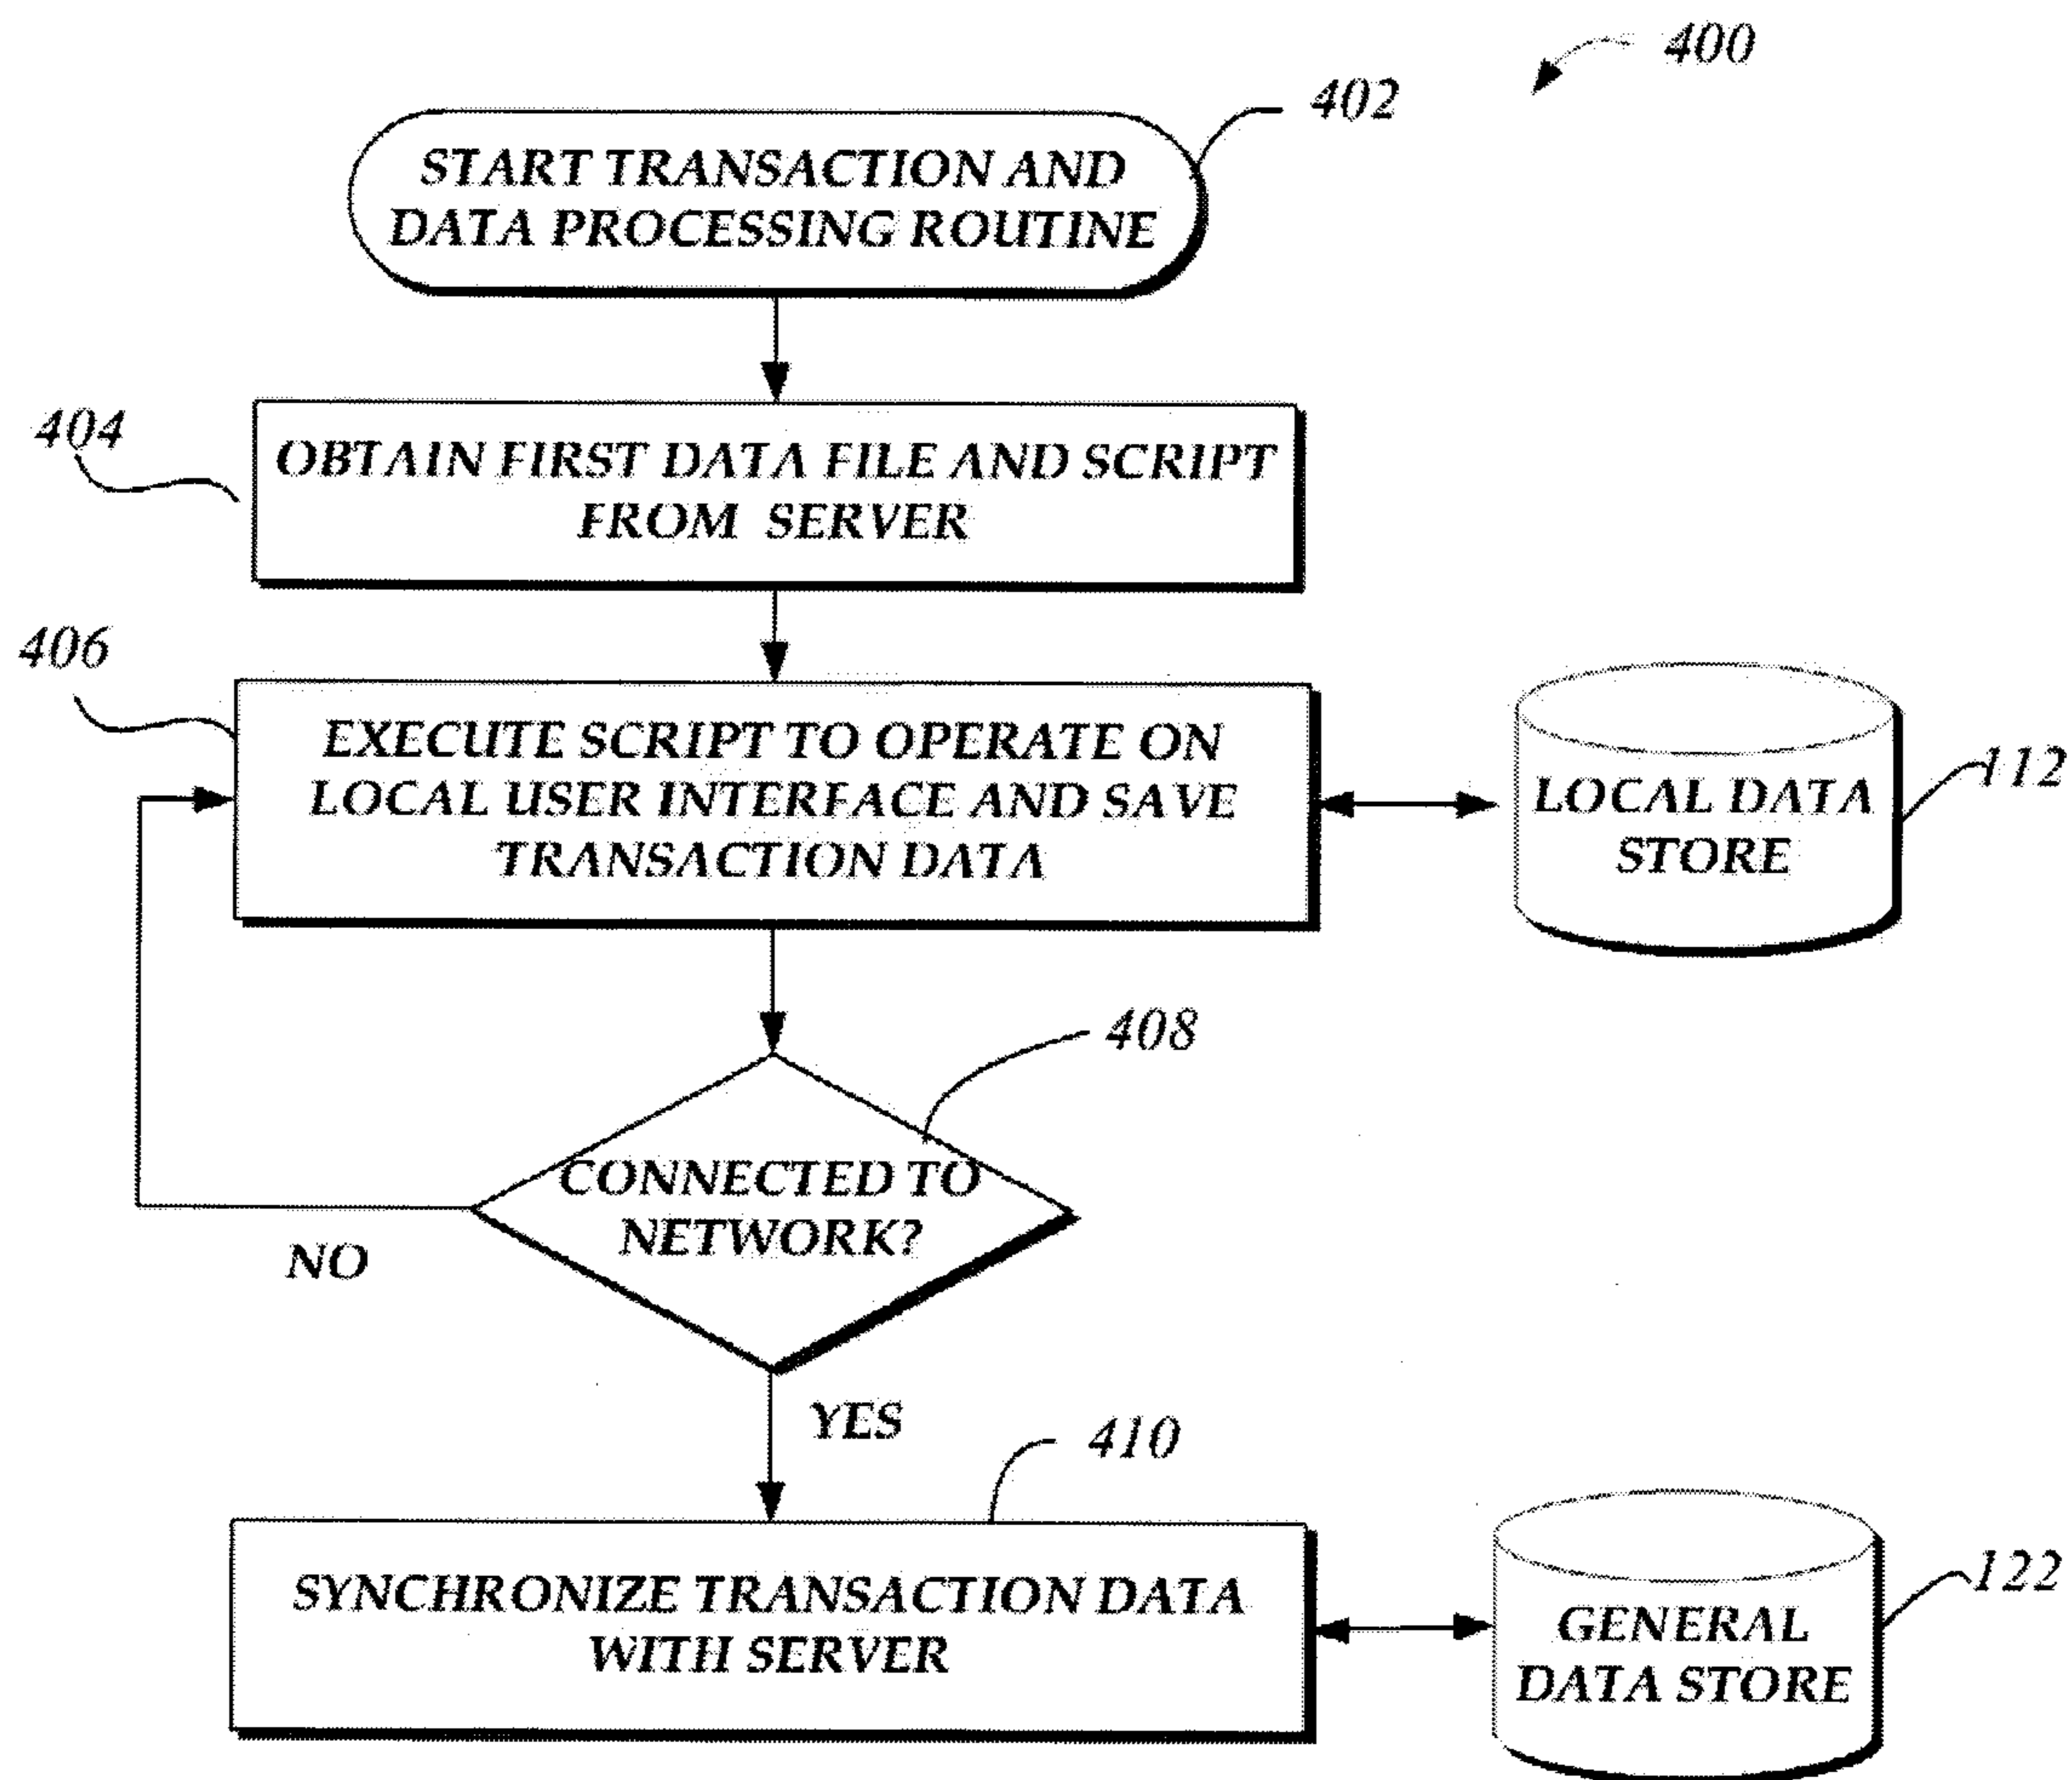 400
402
START TRANSACTION AND
DATA PROCESSING ROUTINE
404
OBTAIN FIRST DATA FILE AND SCRIPT
FROM SERVER
406
EXECUTE SCRIPT TO OPERATE ON
LOCAL USER INTERFACE AND SAVE
TRANSACTION DATA
LOCAL DATA
STORE
112
408
CONNECTED TO
NETWORK?
NO
YES
410
SYNCHRONIZE TRANSACTION DATA
WITH SERVER
GENERAL
DATA STORE
122